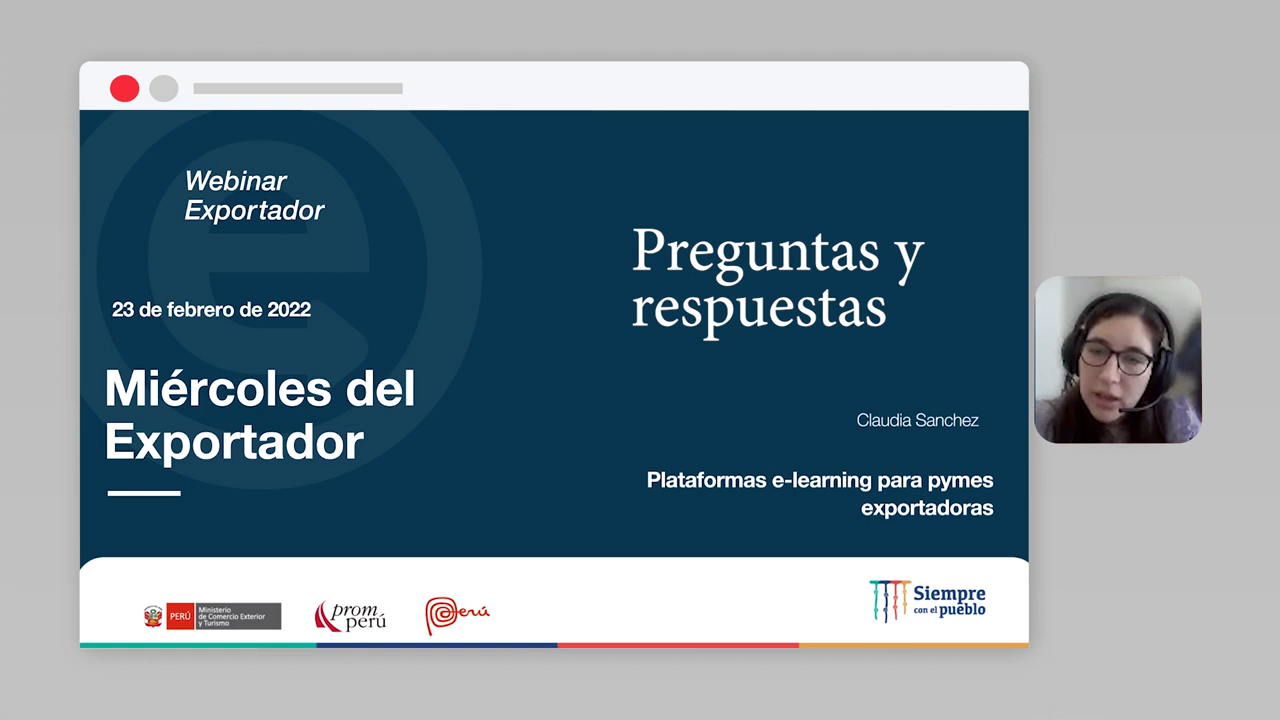 Webinar
Exportador
23 de febrero de 2022
Miércoles del
Exportador
Preguntas y
respuestas
Claudia Sanchez
Plataformas e-learning para pymes
exportadoras
PERÚ
Ministerio
de Comercio Exterior
y Turismo
prom
perú
Perú
Siempre
con el pueblo